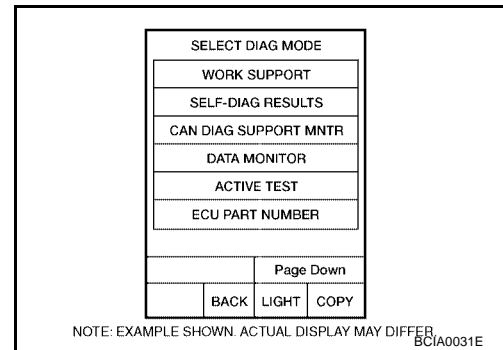 SELECT DIAG MODE
WORK SUPPORT
SELF-DIAG RESULTS
CAN DIAG SUPPORT MNTR
DATA MONITOR
ACTIVE TEST
ECU PART NUMBER
Page Down
BACK LIGHT COPY
NOTE: EXAMPLE SHOWN. ACTUAL DISPLAY MAY DIFFER.
BCIA0031E